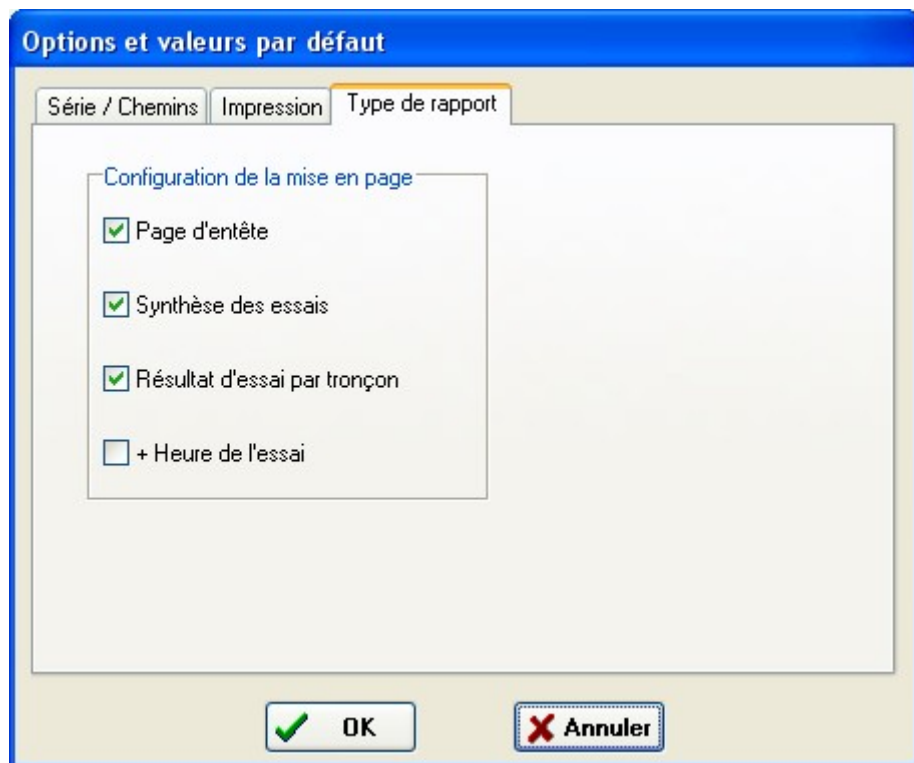 Options et valeurs par défaut
Série / Chemins Impression Type de rapport
Configuration de la mise en page
Page d'entête
Synthèse des essais
Résultat d'essai par tronçon
+ Heure de l'essai
OK Annuler